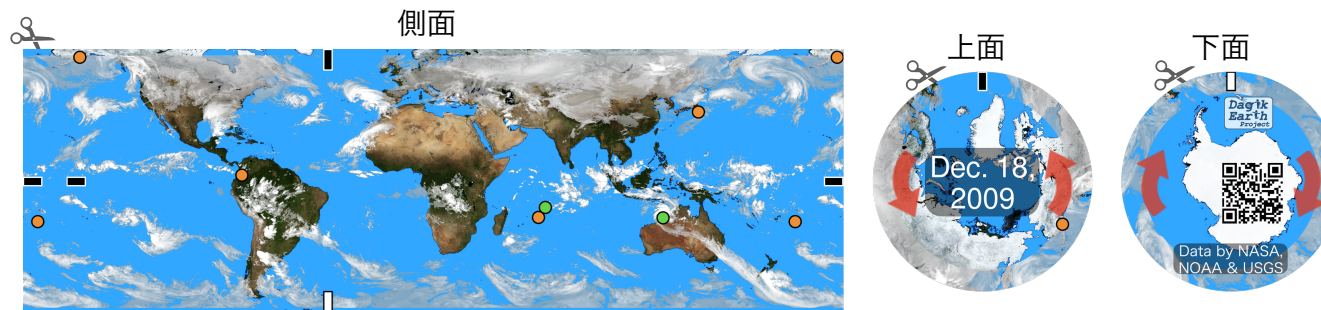 側面
上面
Dec. 18,
2009
下面
Dagik
Earth
Project
Data by NASA,
NOAA & USGS